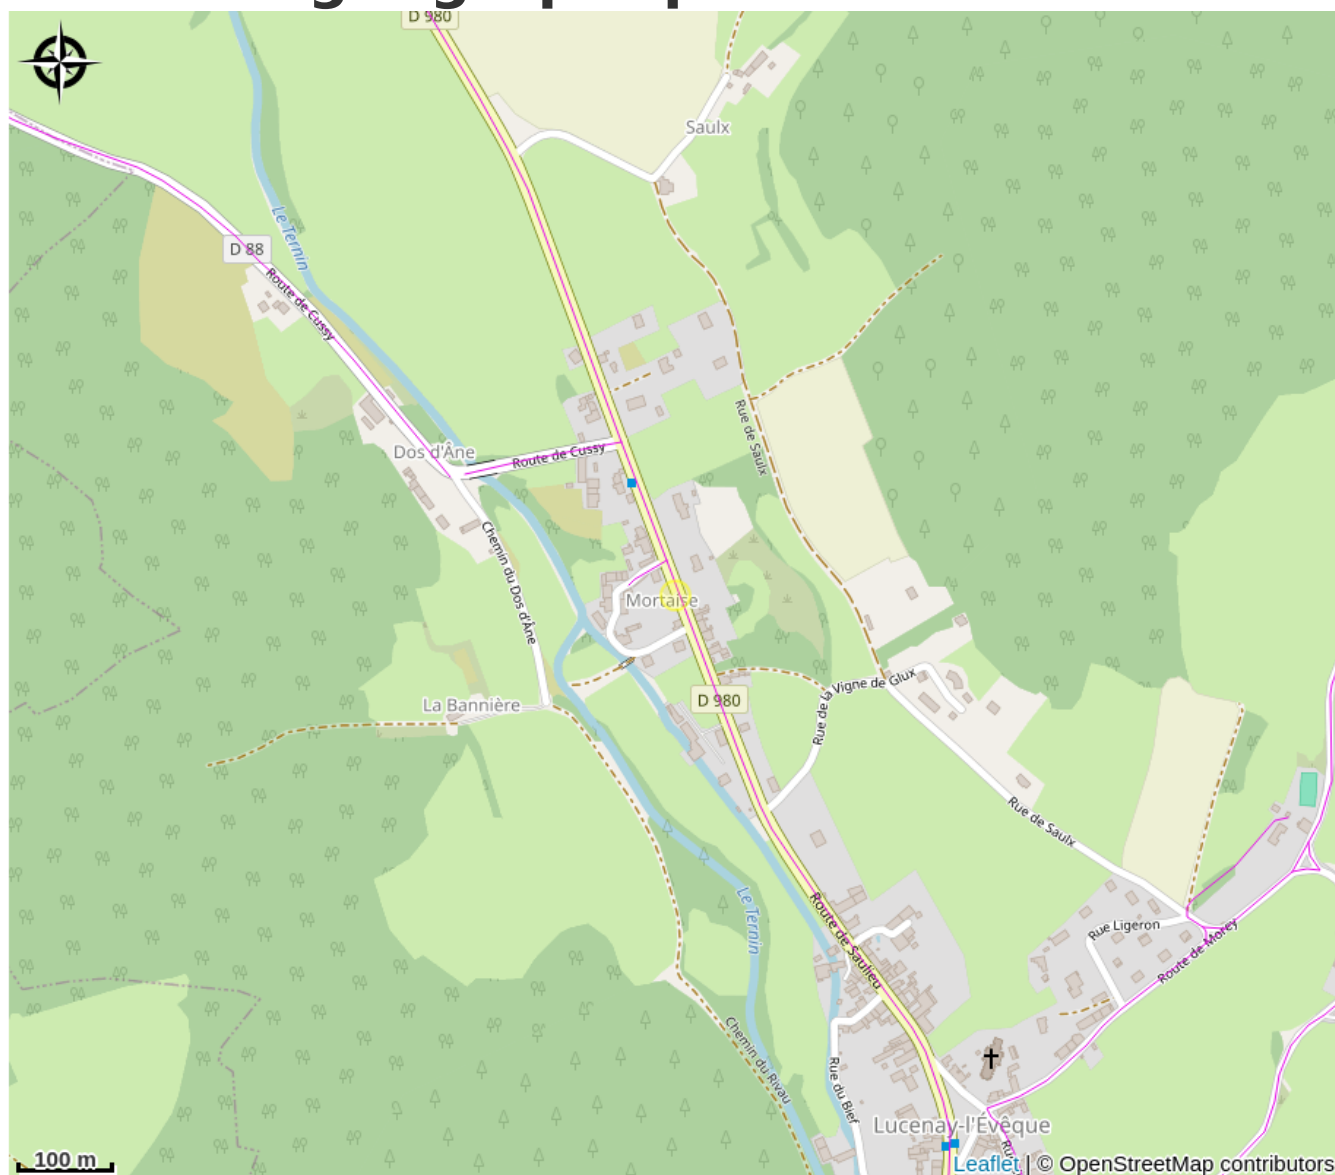 D 980
Saulx
Le Ternin
D 88
Route de Cussy
Rue de Saulx
Dos d'Âne
Route de Cussy
Chemin du Dos d'Âne
Mortaise
La Bannière
D 980
Rue de la Vigne de Glux
Rue de Saulx
Le Ternin
Route de Saulieu
Rue Ligeron
Route de Morey
Chemin du Rivau
Rue du Bief
Lucenay-l'Évêque
100 m
Leaflet | © OpenStreetMap contributors